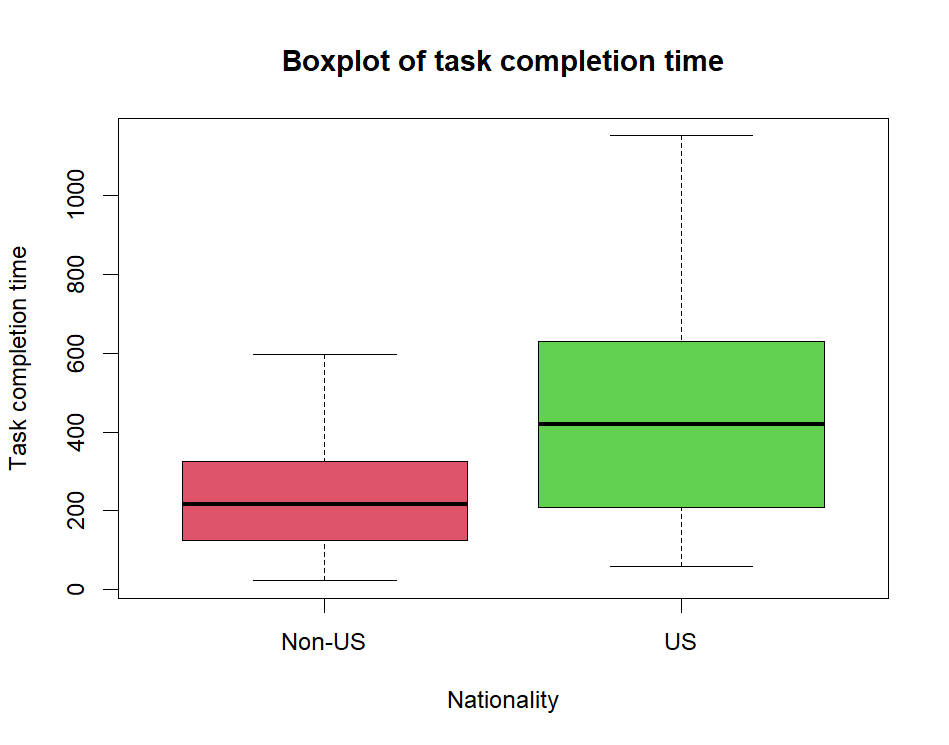 Boxplot of task completion time
Task completion time
1000
800
600
400
200
0
Non-US
US
Nationality